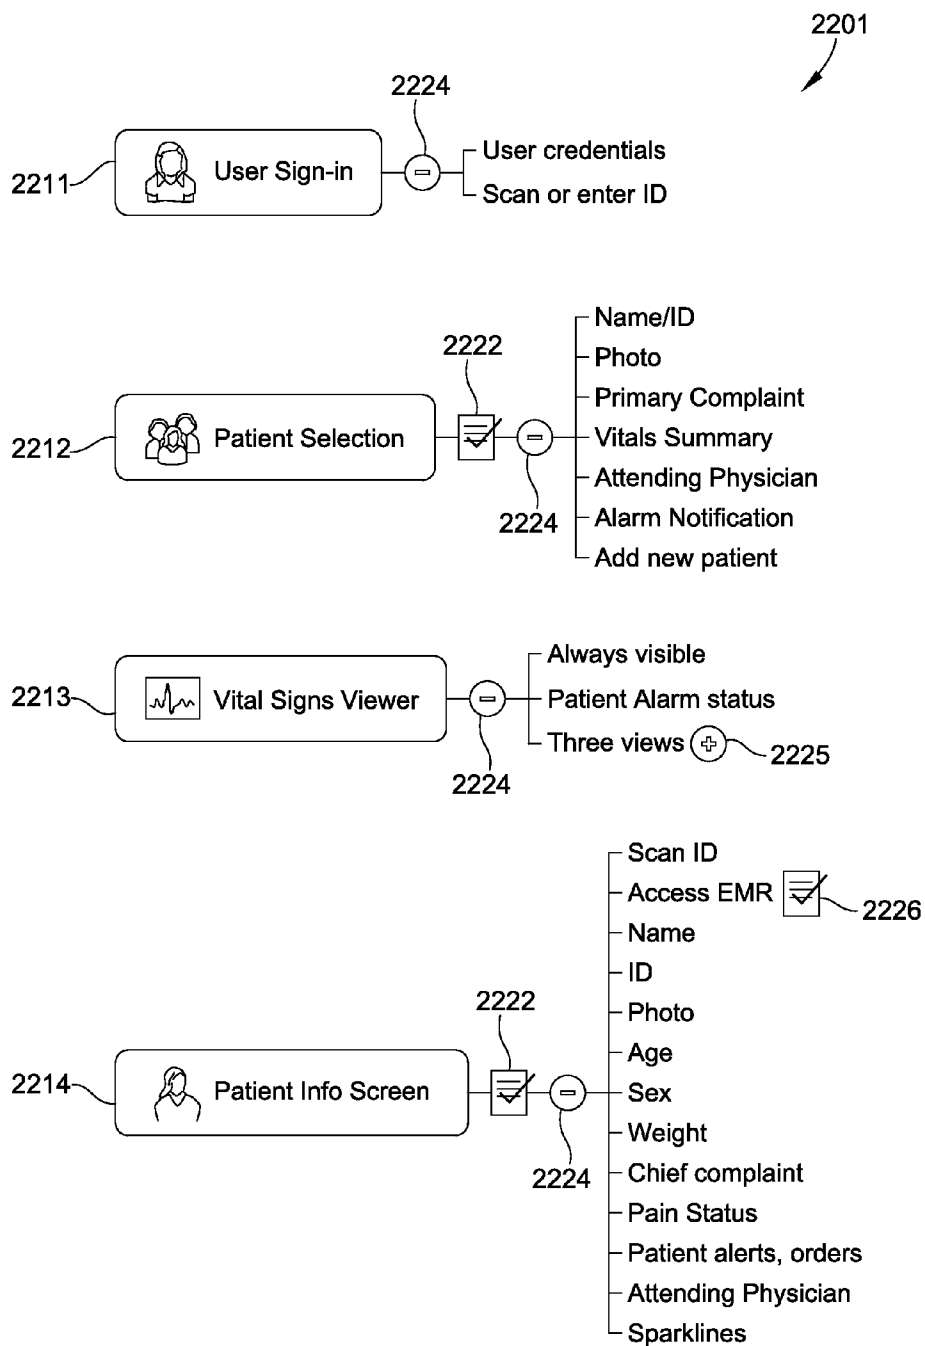 2201
2224
2211
User Sign-in
User credentials
Scan or enter ID
2222
2212
Patient Selection
2224
Name/ID
Photo
Primary Complaint
Vitals Summary
Attending Physician
Alarm Notification
Add new patient
2213
Vital Signs Viewer
2224
Always visible
Patient Alarm status
Three views
2225
2222
2214
Patient Info Screen
2224
Scan ID
Access EMR
2226
Name
ID
Photo
Age
Sex
Weight
Chief complaint
Pain Status
Patient alerts, orders
Attending Physician
Sparklines